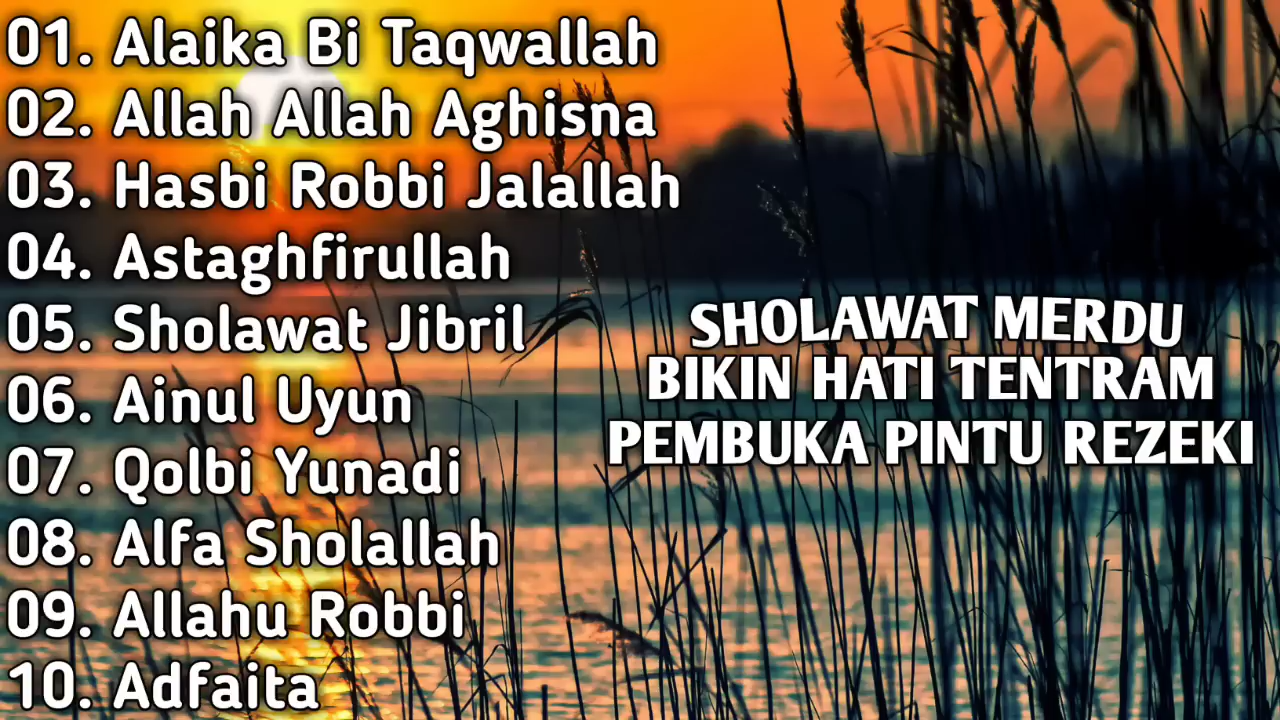 01. Alaika Bi Taqwallah
02. Allah Allah Aghisna
03. Hasbi Robbi Jalallah
04. Astaghfirullah
05. Sholawat Jibril
06. Ainul Uyun
07. Qolbi Yunadi
08. Alfa Sholallah
09. Allahu Robbi
10. Adfaita
SHOLAWAT MERDU
BIKIN HATI TENTRAM
PEMBUKA PINTU REZEKI